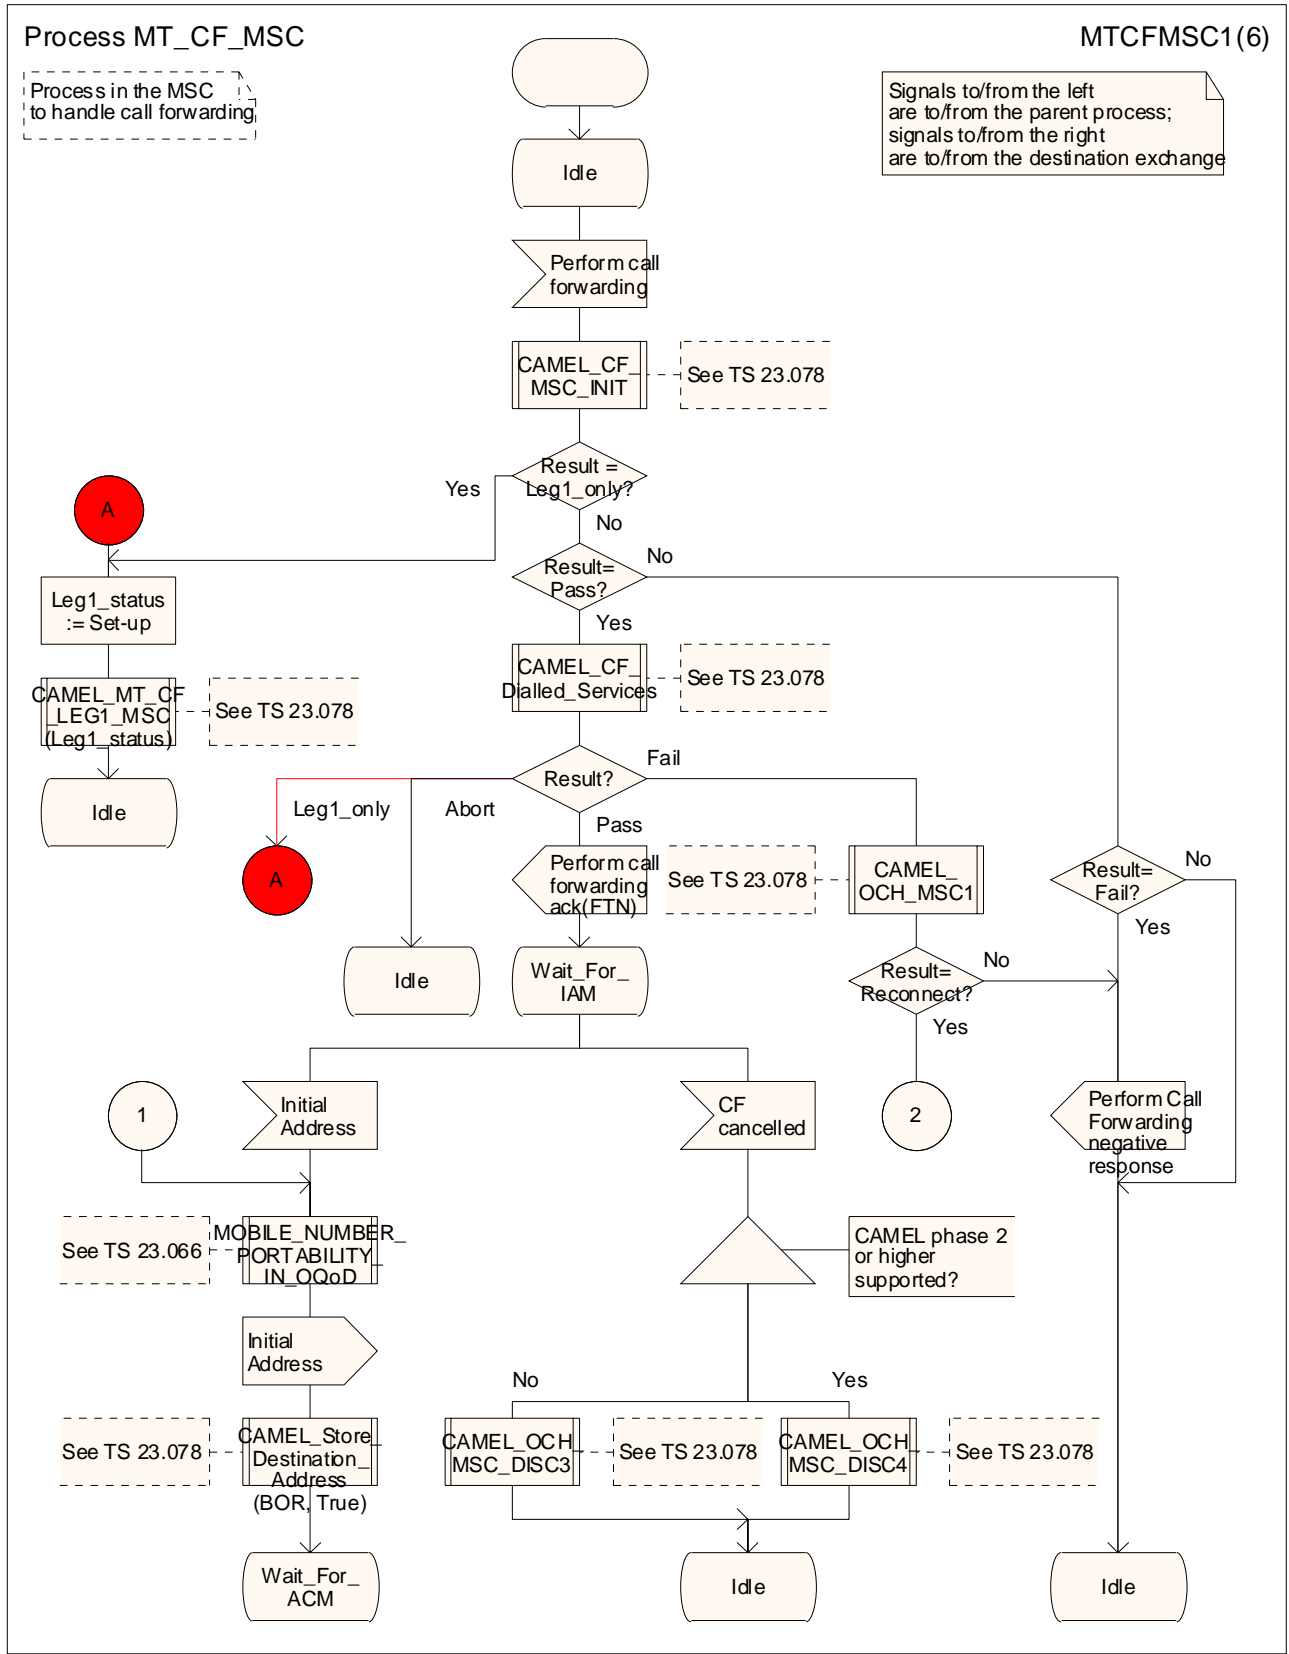 Process MT_CF_MSC
MTCFMSC1(6)
Process in the MSC
to handle call forwarding
Signals to/from the left
are to/from the parent process;
signals to/from the right
are to/from the destination exchange
Idle
Perform call
forwarding
CAMEL_CF_
MSC_INIT
See TS 23.078
Result =
Leg1_only?
Yes
No
A
Result=
Pass?
No
Yes
Leg1_status
:= Set-up
CAMEL_CF_
Dialled_Services
See TS 23.078
CAMEL_MT_CF
_LEG1_MSC
(Leg1_status)
See TS 23.078
Idle
Result?
Fail
Leg1_only
Abort
Pass
A
Perform call
forwarding
ack(FTN)
See TS 23.078
CAMEL_
OCH_MSC1
Result=
Fail?
No
Yes
Idle
Wait_For_
IAM
Result=
Reconnect?
No
Yes
1
Initial
Address
CF
cancelled
2
Perform Call
Forwarding
negative
response
See TS 23.066
MOBILE_NUMBER_
PORTABILITY_
IN_OQoD
CAMEL phase 2
or higher
supported?
Initial
Address
No
Yes
See TS 23.078
CAMEL_Store_
Destination_
Address
(BOR, True)
CAMEL_OCH_
MSC_DISC3
See TS 23.078
CAMEL_OCH_
MSC_DISC4
See TS 23.078
Wait_For_
ACM
Idle
Idle